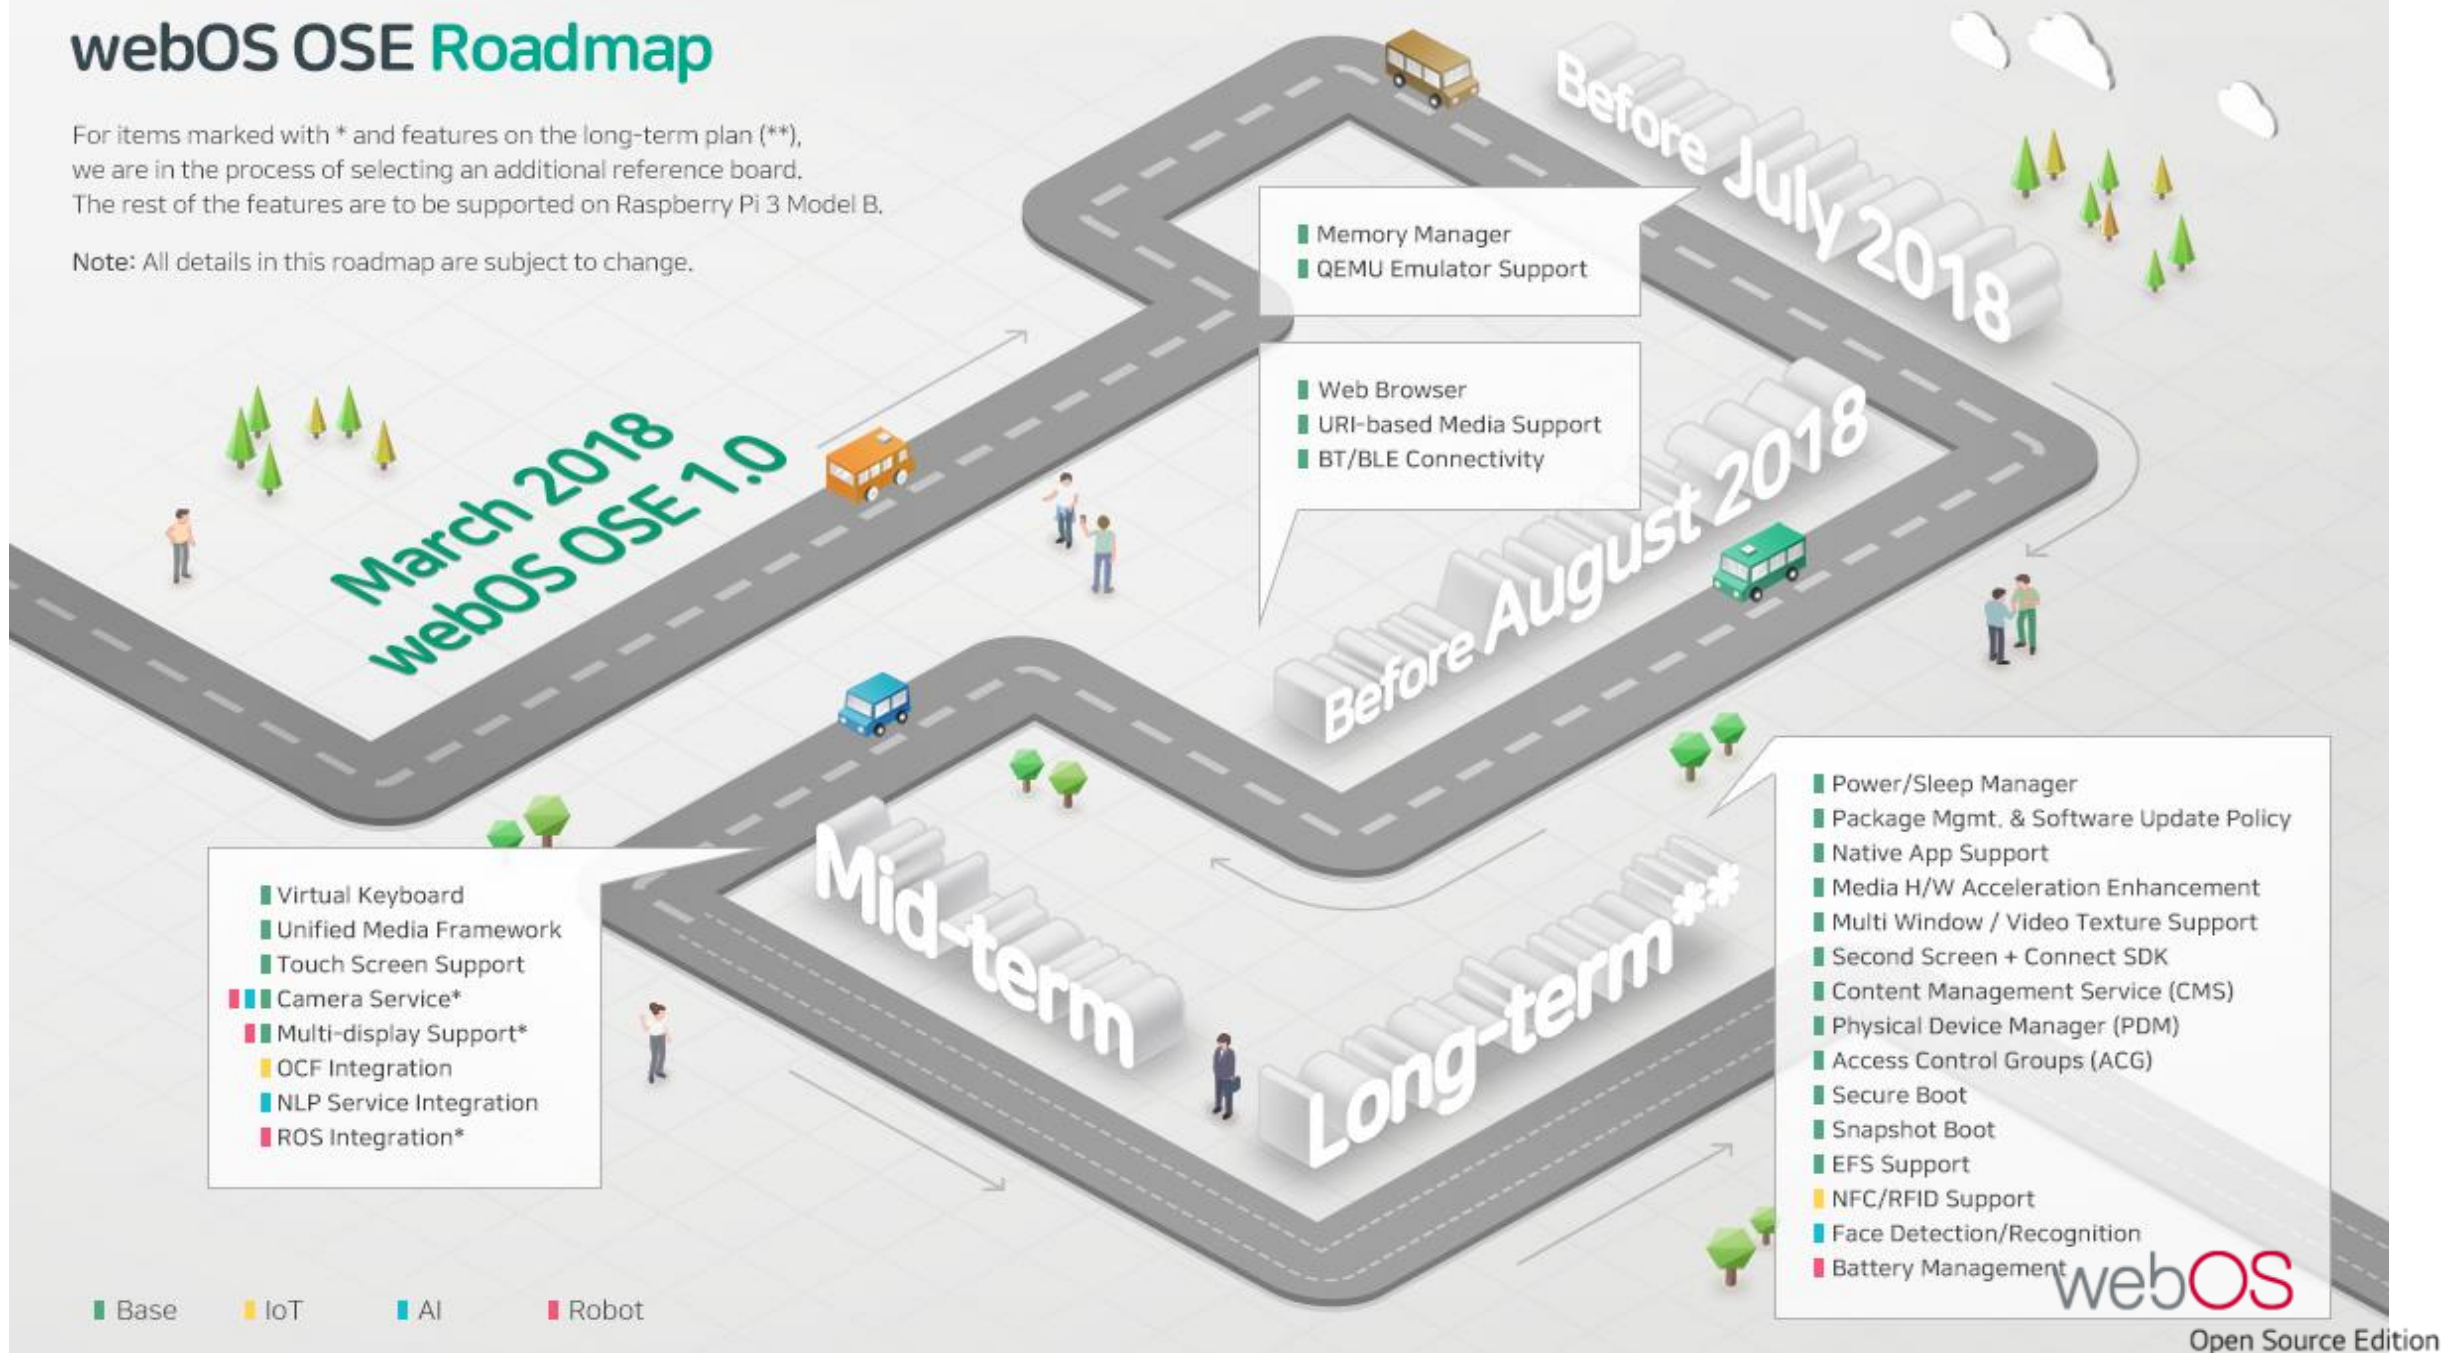 webOS OSE Roadmap
For items marked with * and features on the long-term plan (**),
we are in the process of selecting an additional reference board.
The rest of the features are to be supported on Raspberry Pi 3 Model B.
Note: All details in this roadmap are subject to change.
March 2018
webOS OSE 1.0
Before July 2018
Memory Manager
QEMU Emulator Support
Before August 2018
Web Browser
URI-based Media Support
BT/BLE Connectivity
Mid-term
Virtual Keyboard
Unified Media Framework
Touch Screen Support
Camera Service*
Multi-display Support*
OCF Integration
NLP Service Integration
ROS Integration*
Long-term**
Power/Sleep Manager
Package Mgmt. & Software Update Policy
Native App Support
Media H/W Acceleration Enhancement
Multi Window / Video Texture Support
Second Screen + Connect SDK
Content Management Service (CMS)
Physical Device Manager (PDM)
Access Control Groups (ACG)
Secure Boot
Snapshot Boot
EFS Support
NFC/RFID Support
Face Detection/Recognition
Battery Management
Base IoT AI Robot
webOS
Open Source Edition